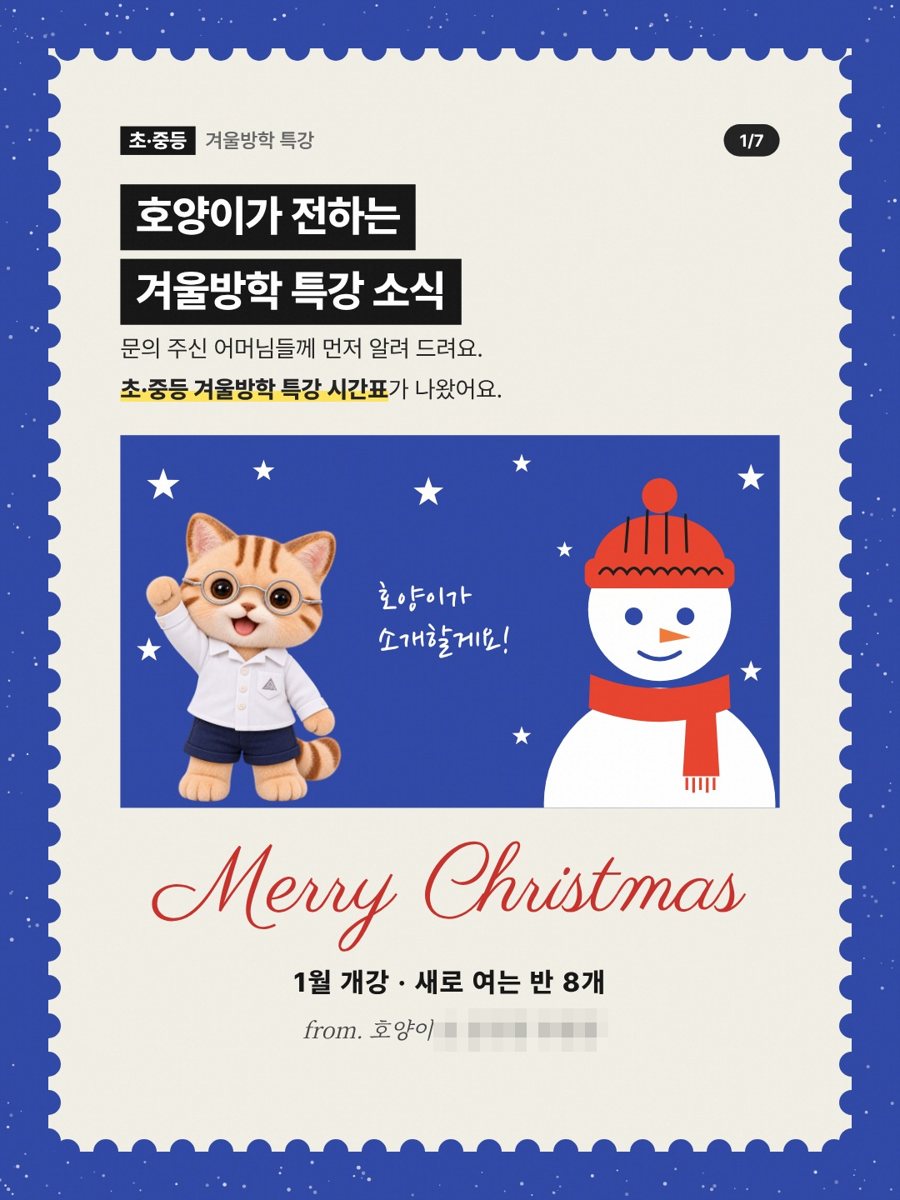 초·중등 겨울방학 특강
1/7
호양이가 전하는
겨울방학 특강 소식
문의 주신 어머님들께 먼저 알려 드려요.
초·중등 겨울방학 특강 시간표가 나왔어요.
호양이가
소개할게요!
Merry Christmas
1월 개강 · 새로 여는 반 8개
from. 호양이